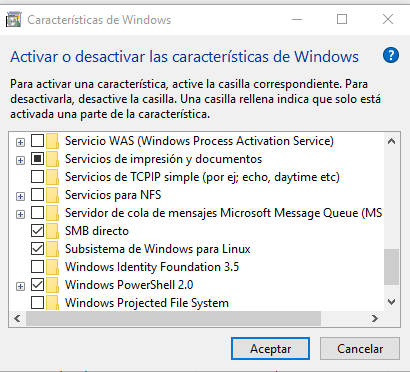 Características de Windows
Activar o desactivar las características de Windows
?
Para activar una característica, active la casilla correspondiente. Para
desactivarla, desactive la casilla. Una casilla rellena indica que solo está
activada una parte de la característica.
Servicio WAS (Windows Process Activation Service)
Servicios de impresión y documentos
Servicios de TCPIP simple (por ej; echo, daytime etc)
Servicios para NFS
Servidor de cola de mensajes Microsoft Message Queue (MS
SMB directo
Subsistema de Windows para Linux
Windows Identity Foundation 3.5
Windows PowerShell 2.0
Windows Projected File System
Aceptar
Cancelar